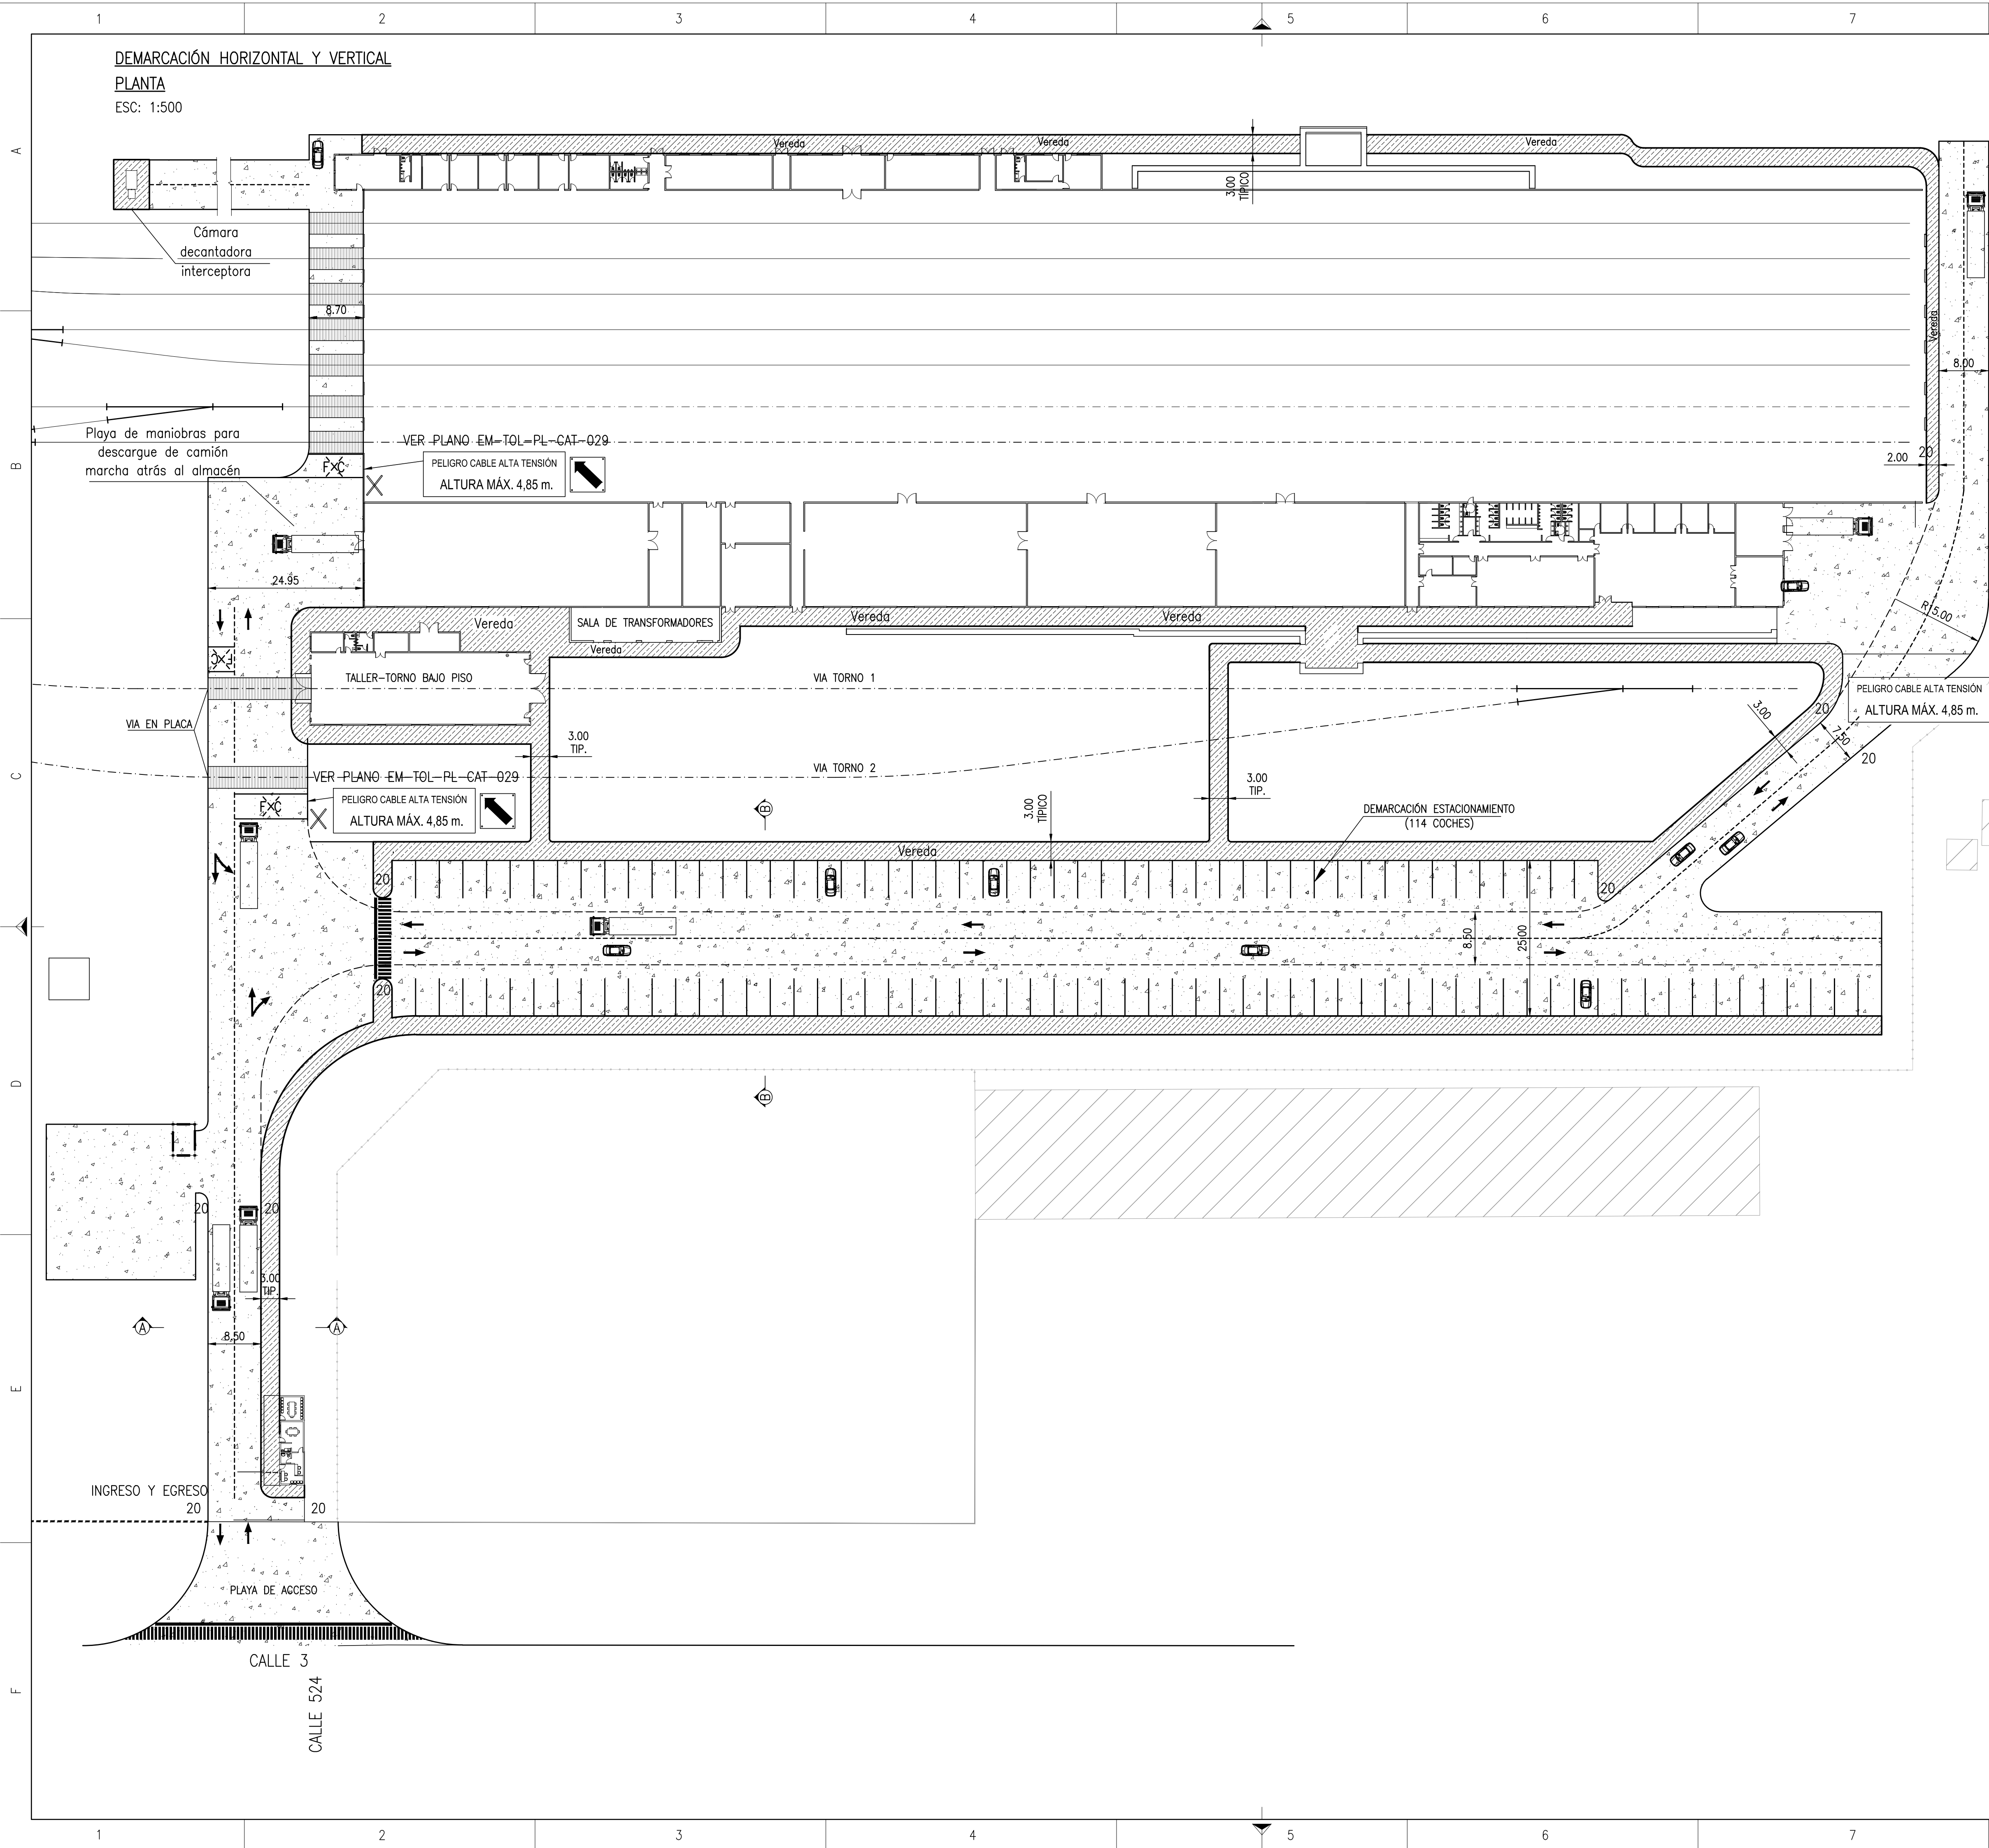 1 2 3 4 5 6 7
DEMARCACIÓN HORIZONTAL Y VERTICAL
PLANTA
ESC: 1:500
A
Vereda
Vereda
Vereda
3.00
TÍPICO
Cámara
decantadora
interceptora
8.70
Vereda
8.00
Playa de maniobras para
descargue de camión
marcha atrás al almacén
VER PLANO EM-TOL-PL-CAT-029
PELIGRO CABLE ALTA TENSIÓN
ALTURA MÁX. 4,85 m.
FXC
B
2.00
20
24.95
R15.00
Vereda
SALA DE TRANSFORMADORES
Vereda
Vereda
Vereda
FXC
TALLER-TORNO BAJO PISO
VIA TORNO 1
PELIGRO CABLE ALTA TENSIÓN
ALTURA MÁX. 4,85 m.
VIA EN PLACA
3.00
20
7.50
20
3.00
TIP.
VIA TORNO 2
C
VER PLANO EM-TOL-PL-CAT-029
3.00
TIP.
PELIGRO CABLE ALTA TENSIÓN
ALTURA MÁX. 4,85 m.
FXC
B
3.00
TÍPICO
DEMARCACIÓN ESTACIONAMIENTO
(114 COCHES)
Vereda
20
20
8.50
25.00
20
D
B
20
20
3.00
TIP.
A
A
8.50
E
INGRESO Y EGRESO
20
20
PLAYA DE ACCESO
CALLE 3
CALLE 524
F
1 2 3 4 5 6 7